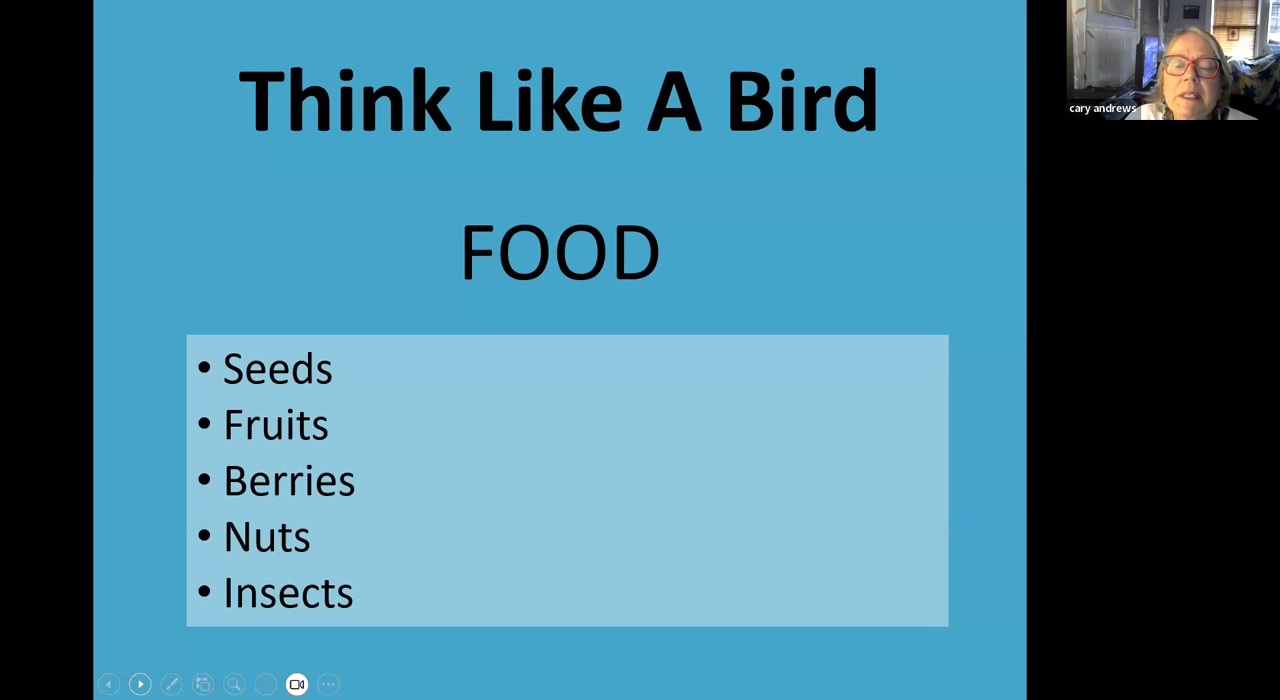 Think Like A Bird
FOOD
• Seeds
• Fruits
• Berries
• Nuts
• Insects
cary andrews